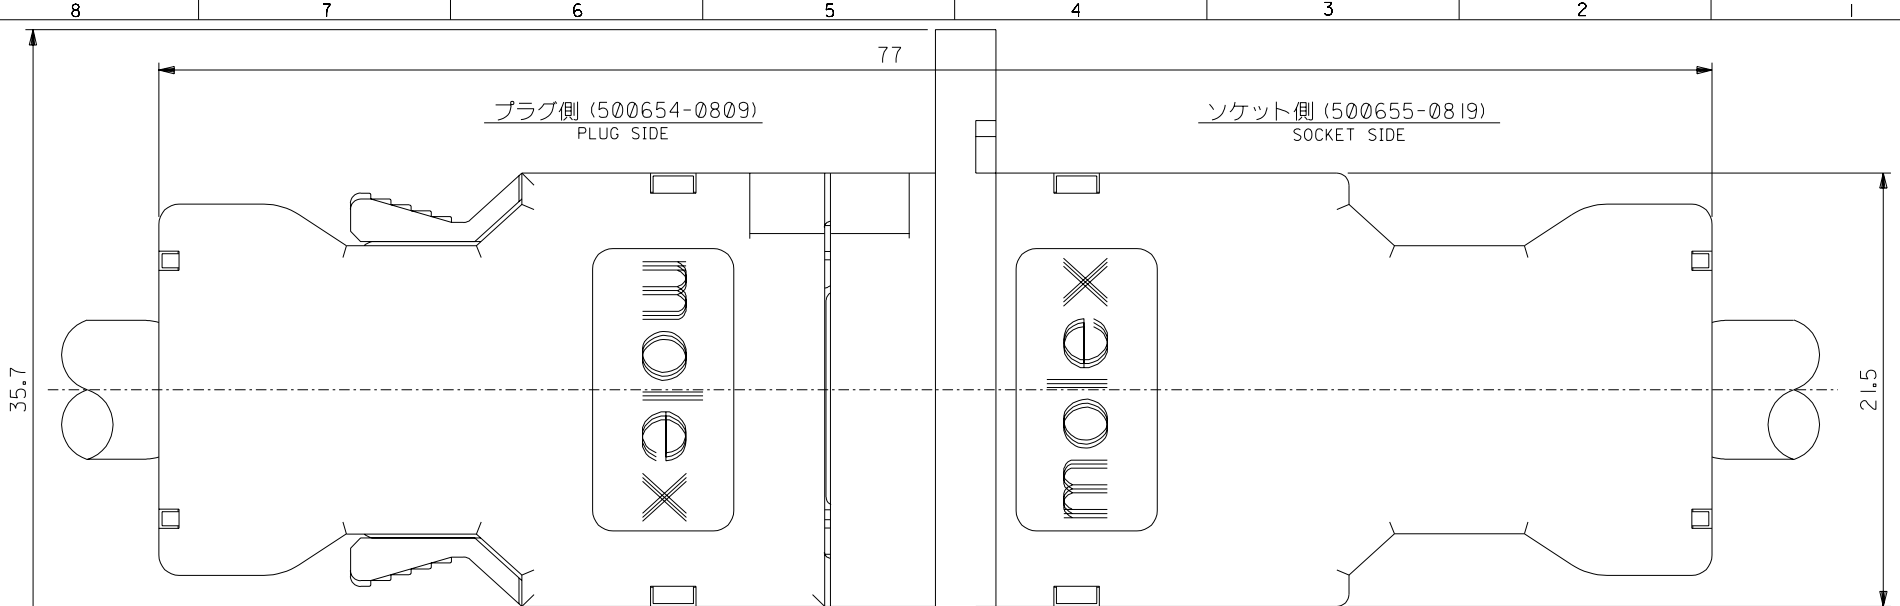 8 7 6 5 4 3 2 1
77
プラグ側 (500654-0809)
PLUG SIDE
ソケット側 (500655-0819)
SOCKET SIDE
35.7
21.5
molex
molex